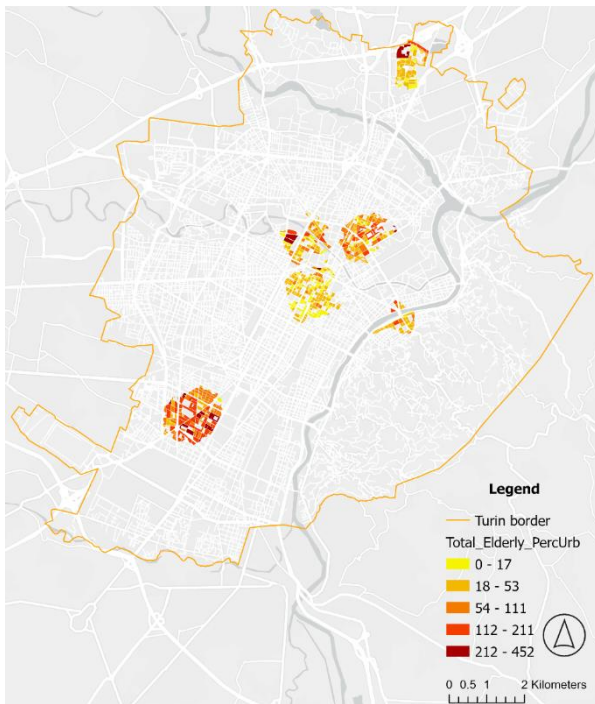 Legend
Turin border
Total_Elderly_PercUrb
0 - 17
18 - 53
54 - 111
112 - 211
212 - 452
0 0.5 1 2 Kilometers